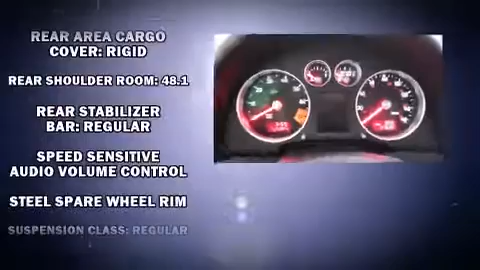 REAR AREA CARGO
COVER: RIGID
REAR SHOULDER ROOM: 48.1
REAR STABILIZER
BAR: REGULAR
SPEED SENSITIVE
AUDIO VOLUME CONTROL
STEEL SPARE WHEEL RIM
SUSPENSION CLASS: REGULAR